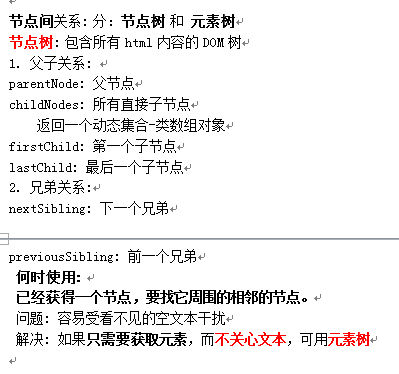 节点间关系：分：节点树 和 元素树
节点树：包含所有 html 内容的 DOM 树
1. 父子关系：
parentNode：父节点
childNodes：所有直接子节点
返回一个动态集合-类数组对象
firstChild：第一个子节点
lastChild：最后一个子节点
2. 兄弟关系：
nextSibling：下一个兄弟
previousSibling：前一个兄弟
何时使用：
已经获得一个节点，要找它周围的相邻的节点。
问题：容易受看不见的空文本干扰
解决：如果只需要获取元素，而不关心文本，可用元素树